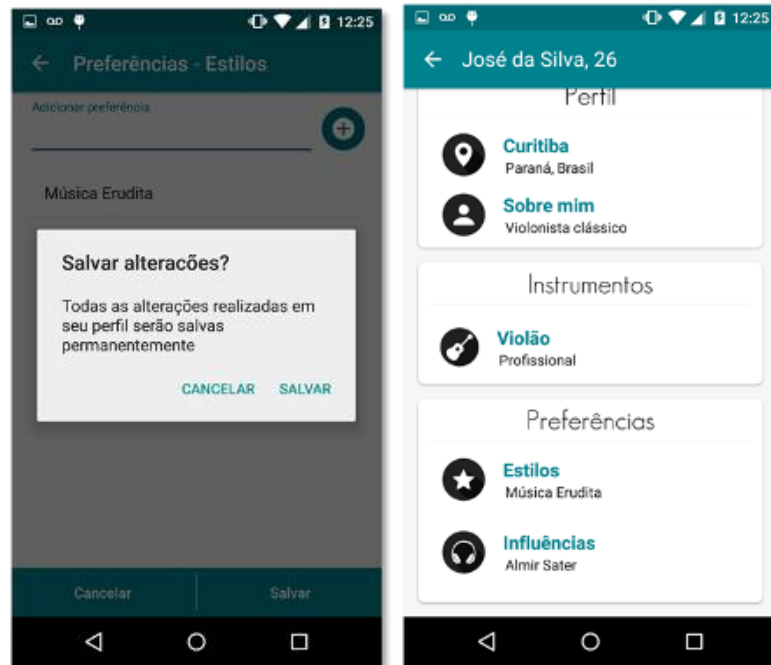 12:25
Preferências - Estilos
Adicionar preferência
Música Erudita
Salvar alteracões?
Todas as alterações realizadas em
seu perfil serão salvas
permanentemente
CANCELAR SALVAR
Cancelar Salvar
12:25
José da Silva, 26
Perfil
Curitiba
Paraná, Brasil
Sobre mim
Violonista clássico
Instrumentos
Violão
Profissional
Preferências
Estilos
Música Erudita
Influências
Almir Sater